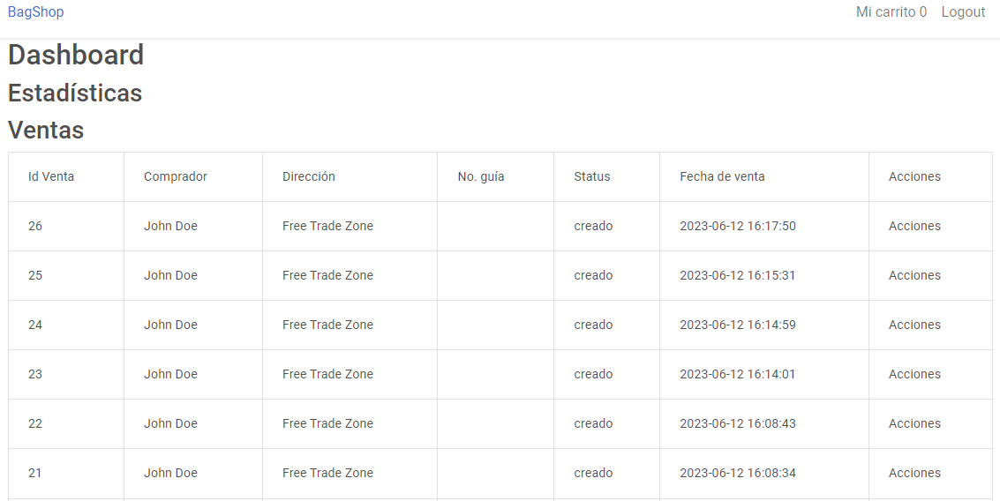 BagShop Mi carrito 0 Logout
Dashboard
Estadísticas
Ventas
Id Venta Comprador Dirección No. guía Status Fecha de venta Acciones
26 John Doe Free Trade Zone creado 2023-06-12 16:17:50 Acciones
25 John Doe Free Trade Zone creado 2023-06-12 16:15:31 Acciones
24 John Doe Free Trade Zone creado 2023-06-12 16:14:59 Acciones
23 John Doe Free Trade Zone creado 2023-06-12 16:14:01 Acciones
22 John Doe Free Trade Zone creado 2023-06-12 16:08:43 Acciones
21 John Doe Free Trade Zone creado 2023-06-12 16:08:34 Acciones